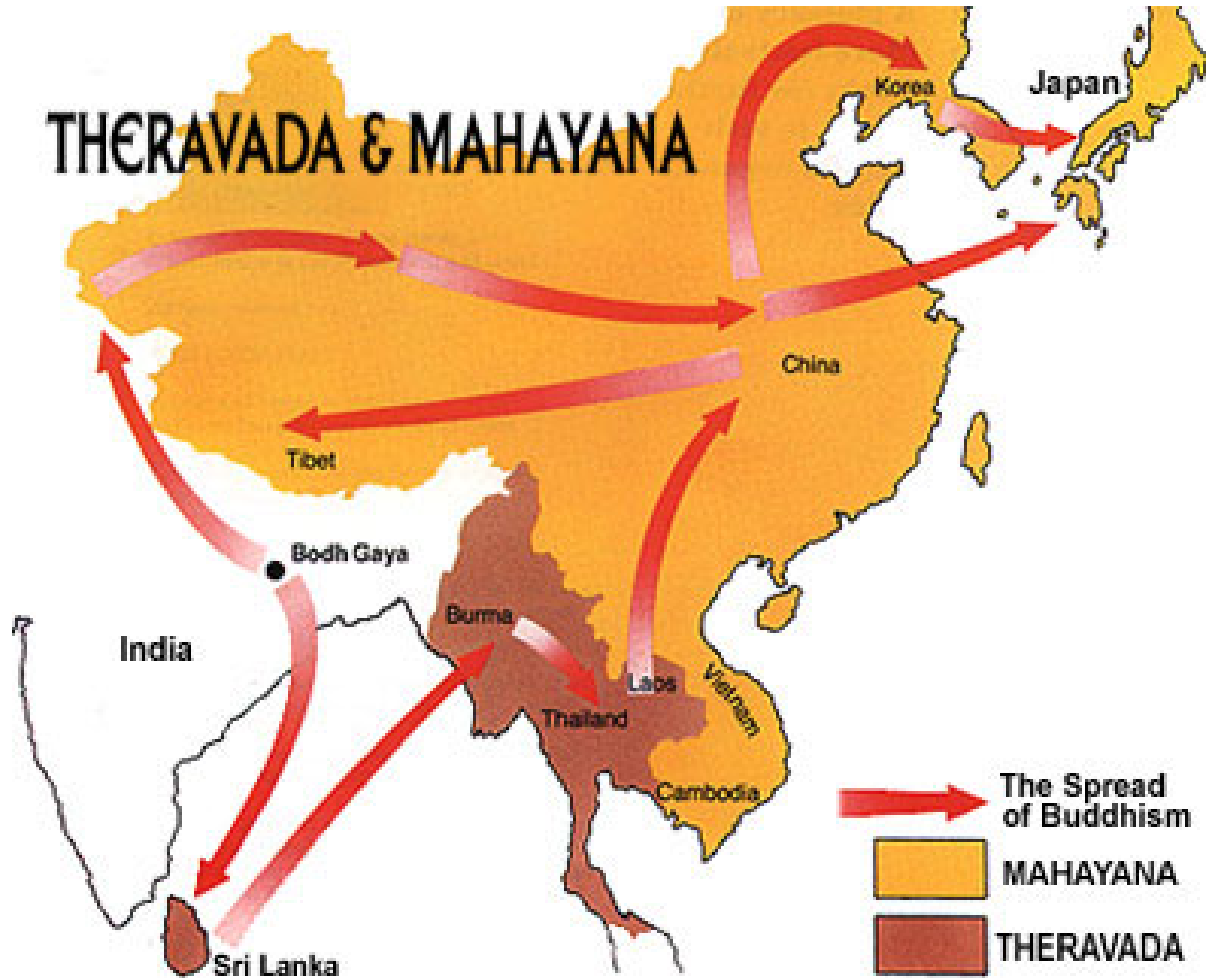 THERAVADA & MAHAYANA
Korea
Japan
China
Tibet
Bodh Gaya
India
Burma
Laos
Thailand
Vietnam
Cambodia
Sri Lanka
The Spread
of Buddhism
MAHAYANA
THERAVADA